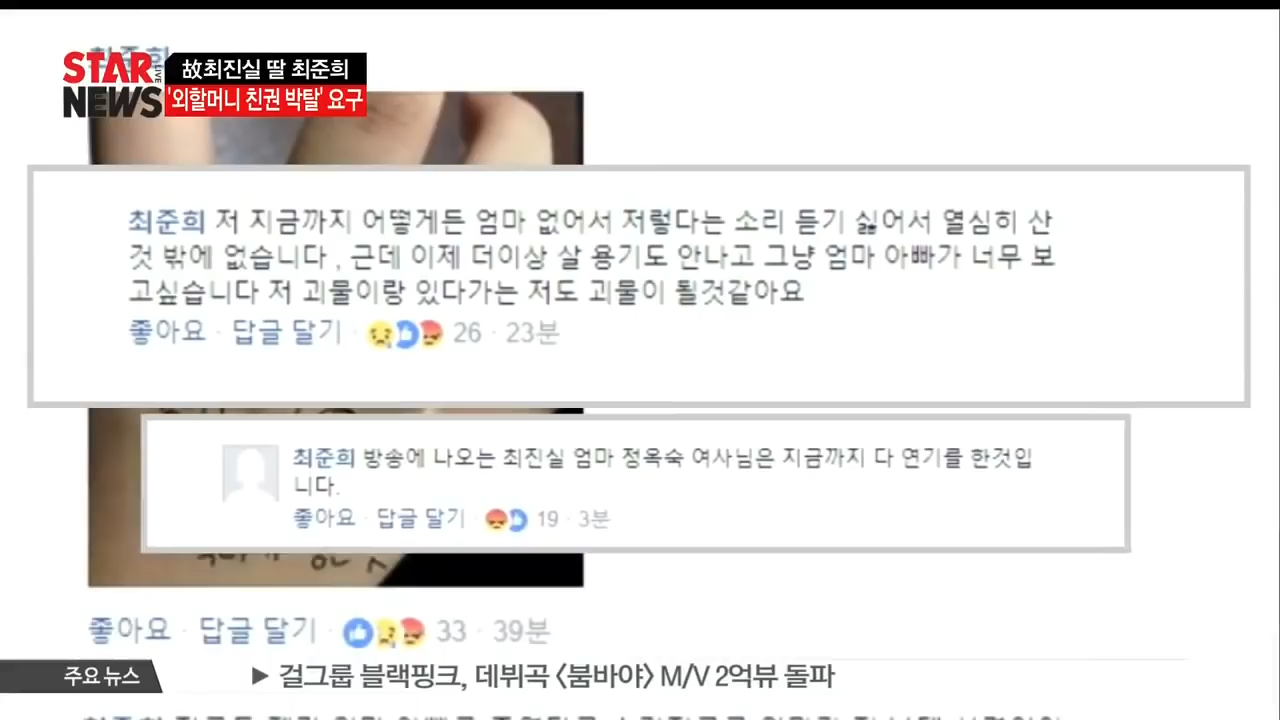 STAR LIVE NEWS
故최진실 딸 최준희
'외할머니 친권 박탈' 요구
최준희 저 지금까지 어떻게든 엄마 없어서 저렇다는 소리 듣기 싫어서 열심히 산
것 밖에 없습니다 , 근데 이제 더이상 살 용기도 안나고 그냥 엄마 아빠가 너무 보
고싶습니다 저 괴물이랑 있다가는 저도 괴물이 될것같아요
좋아요 · 답글 달기 · 26 · 23분
최준희 방송에 나오는 최진실 엄마 정옥숙 여사님은 지금까지 다 연기를 한것입
니다.
좋아요 · 답글 달기 · 19 · 3분
좋아요 · 답글 달기 · 33 · 39분
주요 뉴스
▶ 걸그룹 블랙핑크, 데뷔곡 <붐바야> M/V 2억뷰 돌파